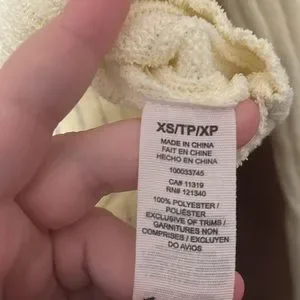 XS/TP/XP
MADE IN CHINA
FAIT EN CHINE
HECHO EN CHINA
100033745
CA# 11319
RN# 121340
100% POLYESTER /
POLIÉSTER
EXCLUSIVE OF TRIMS /
GARNITURES NON
COMPRISES / EXCLUYEN
DO AVIOS